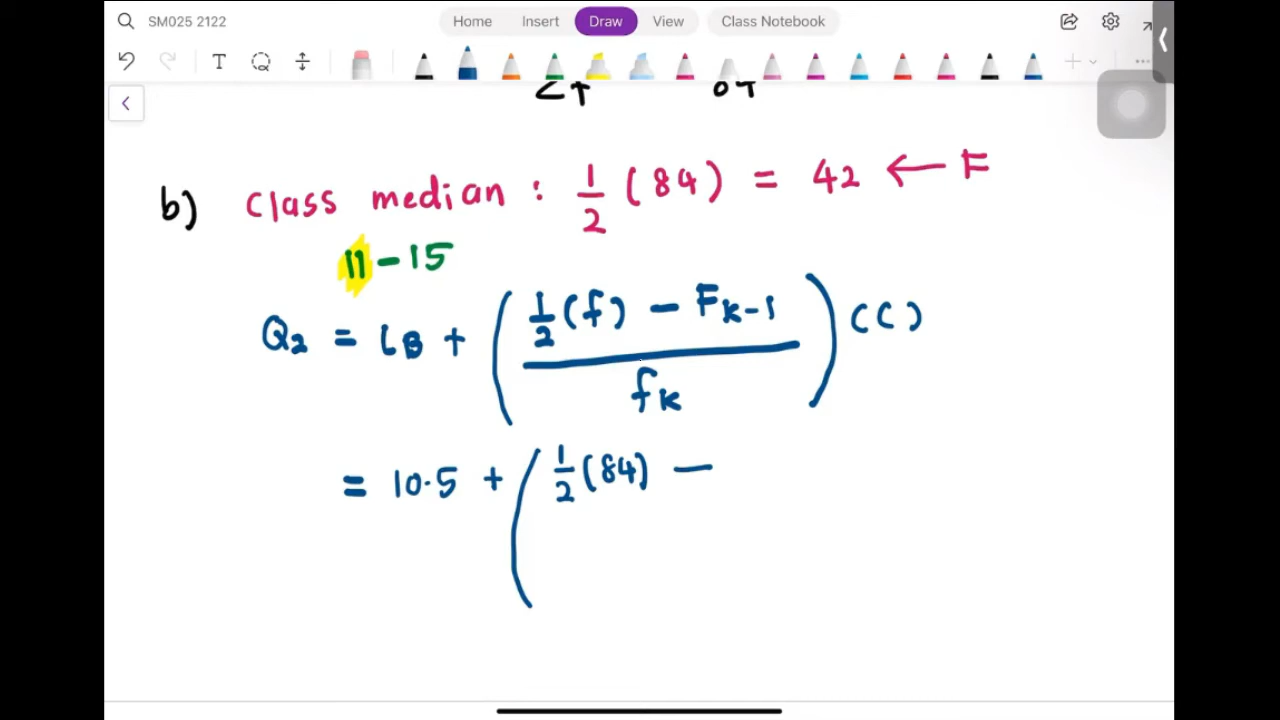 SM025 2122
Home Insert Draw View Class Notebook
b) Class median : 1/2 (84) = 42 ← F
11 - 15
Q2 = LB + ( (1/2 (f) - Fk-1) / fk ) (C)
= 10.5 + ( 1/2 (84) -